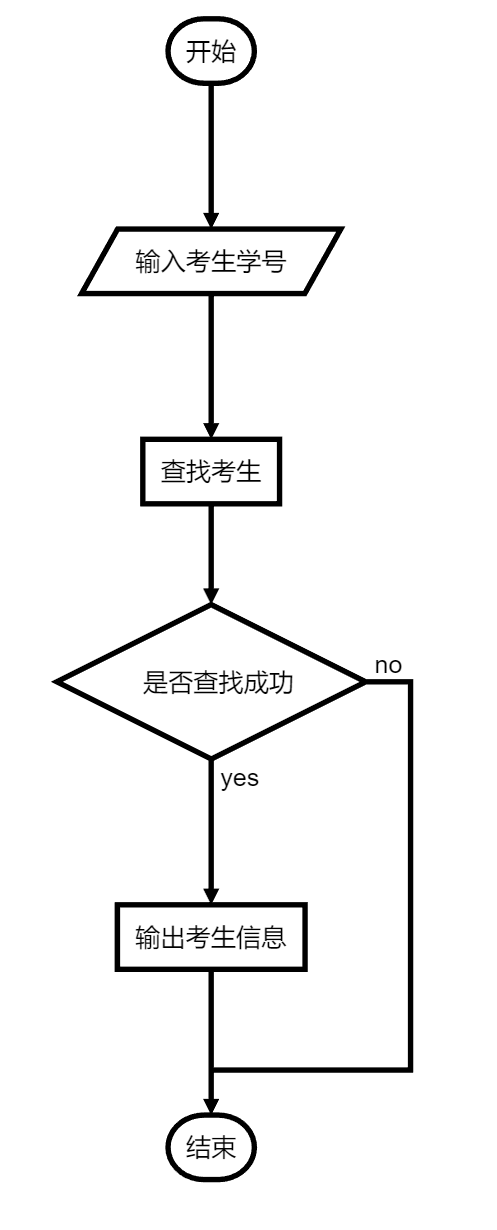 开始
输入考生学号
查找考生
是否查找成功
no
yes
输出考生信息
结束